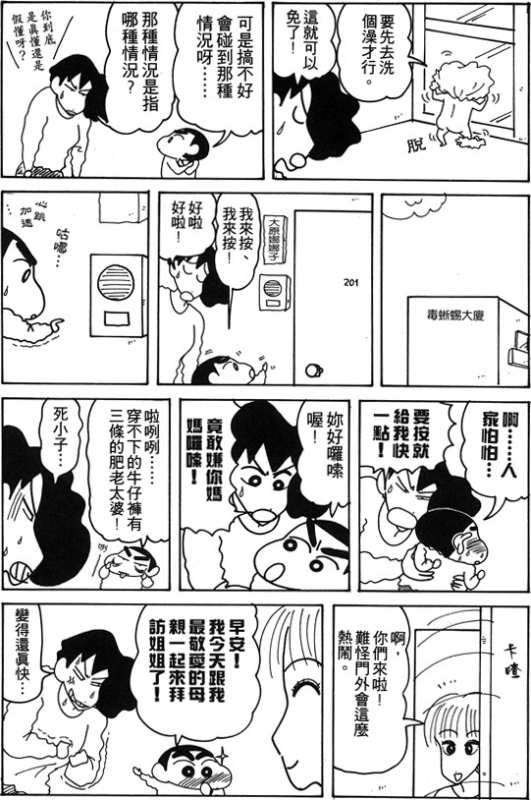 要先去洗
個澡才行。
脫
這就可以
免了！
可是搞不好
會碰到那種
情況呀……
那種情況是指
哪種情況？
你到底
是真懂還是
假懂呀？
毒蜥蜴大廈
201
大原娜娜子
我來按、
我來按！
好啦
好啦！
咕嘟…
心跳
加速
啊……人
家怕怕…
要按就
給我快
一點！
妳好囉嗦
喔！
竟敢嫌你媽
媽囉嗦！
啦咧咧……
穿不下的牛仔褲有
三條的肥老太婆！
咧
死小子…
卡喳
啊，
你們來啦！
難怪門外會這麼
熱鬧。
早安！
我今天跟我
最敬愛的母
親一起來拜
訪姐姐了！
變得還真快…